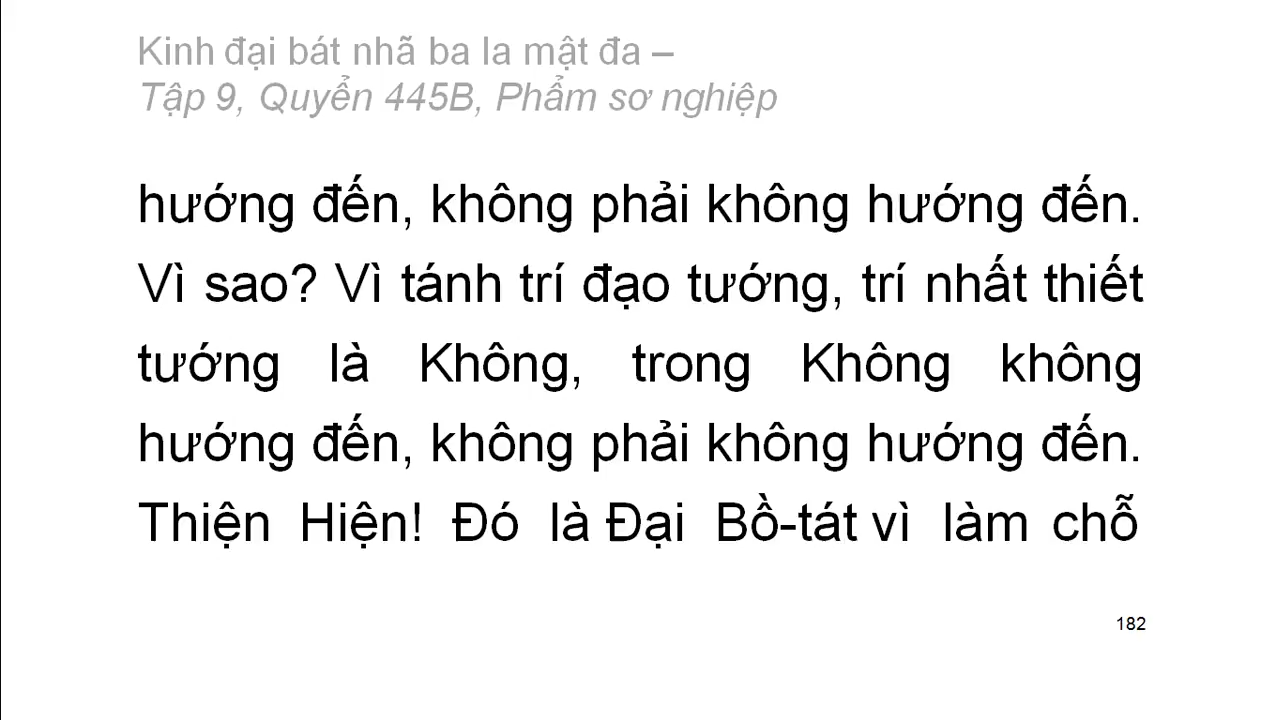 Kinh đại bát nhã ba la mật đa –
Tập 9, Quyển 445B, Phẩm sơ nghiệp
hướng đến, không phải không hướng đến.
Vì sao? Vì tánh trí đạo tướng, trí nhất thiết
tướng là Không, trong Không không
hướng đến, không phải không hướng đến.
Thiện Hiện! Đó là Đại Bồ-tát vì làm chỗ
182